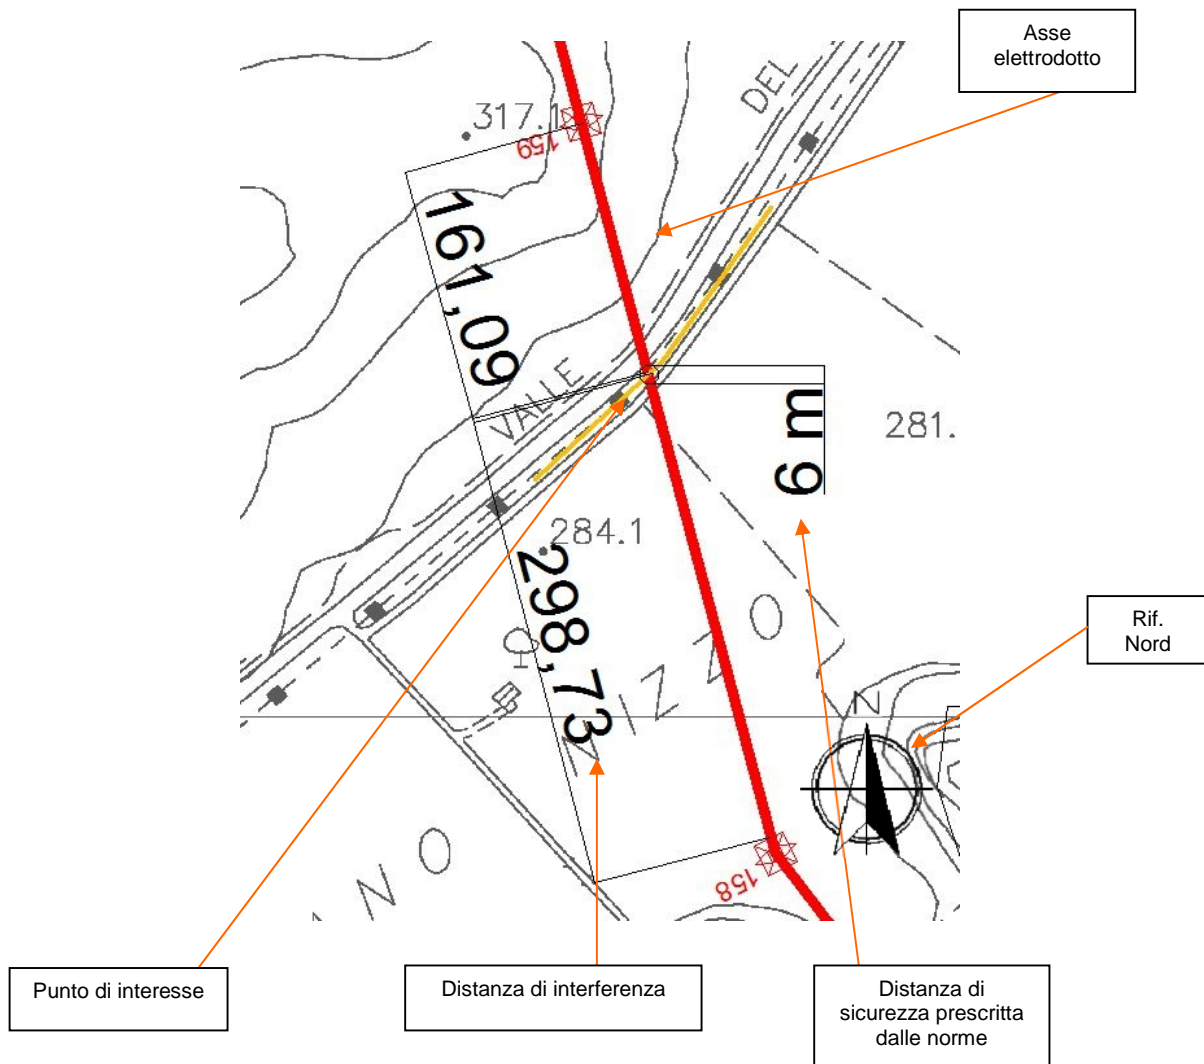 Asse
elettrodotto
DEL
317.1
159
161,09
VALLE
6 m
281.
284.1
298,73
N I Z Z O
Rif.
Nord
N
158
A N O
Punto di interesse
Distanza di interferenza
Distanza di
sicurezza prescritta
dalle norme